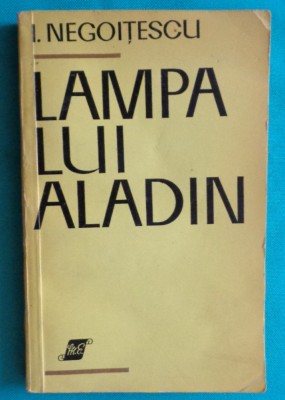 I. NEGOIȚESCU
LAMPA
LUI
ALADIN
M.E.